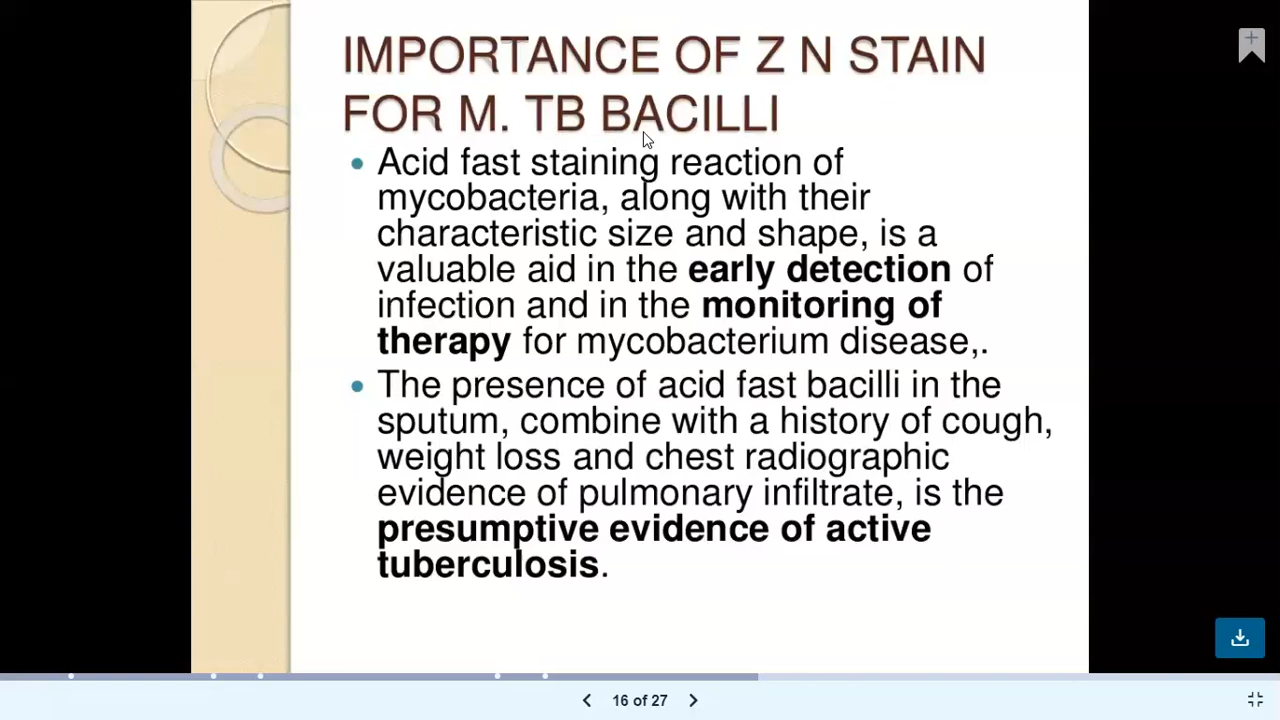 IMPORTANCE OF Z N STAIN
FOR M. TB BACILLI
• Acid fast staining reaction of
mycobacteria, along with their
characteristic size and shape, is a
valuable aid in the early detection of
infection and in the monitoring of
therapy for mycobacterium disease,.
• The presence of acid fast bacilli in the
sputum, combine with a history of cough,
weight loss and chest radiographic
evidence of pulmonary infiltrate, is the
presumptive evidence of active
tuberculosis.
16 of 27